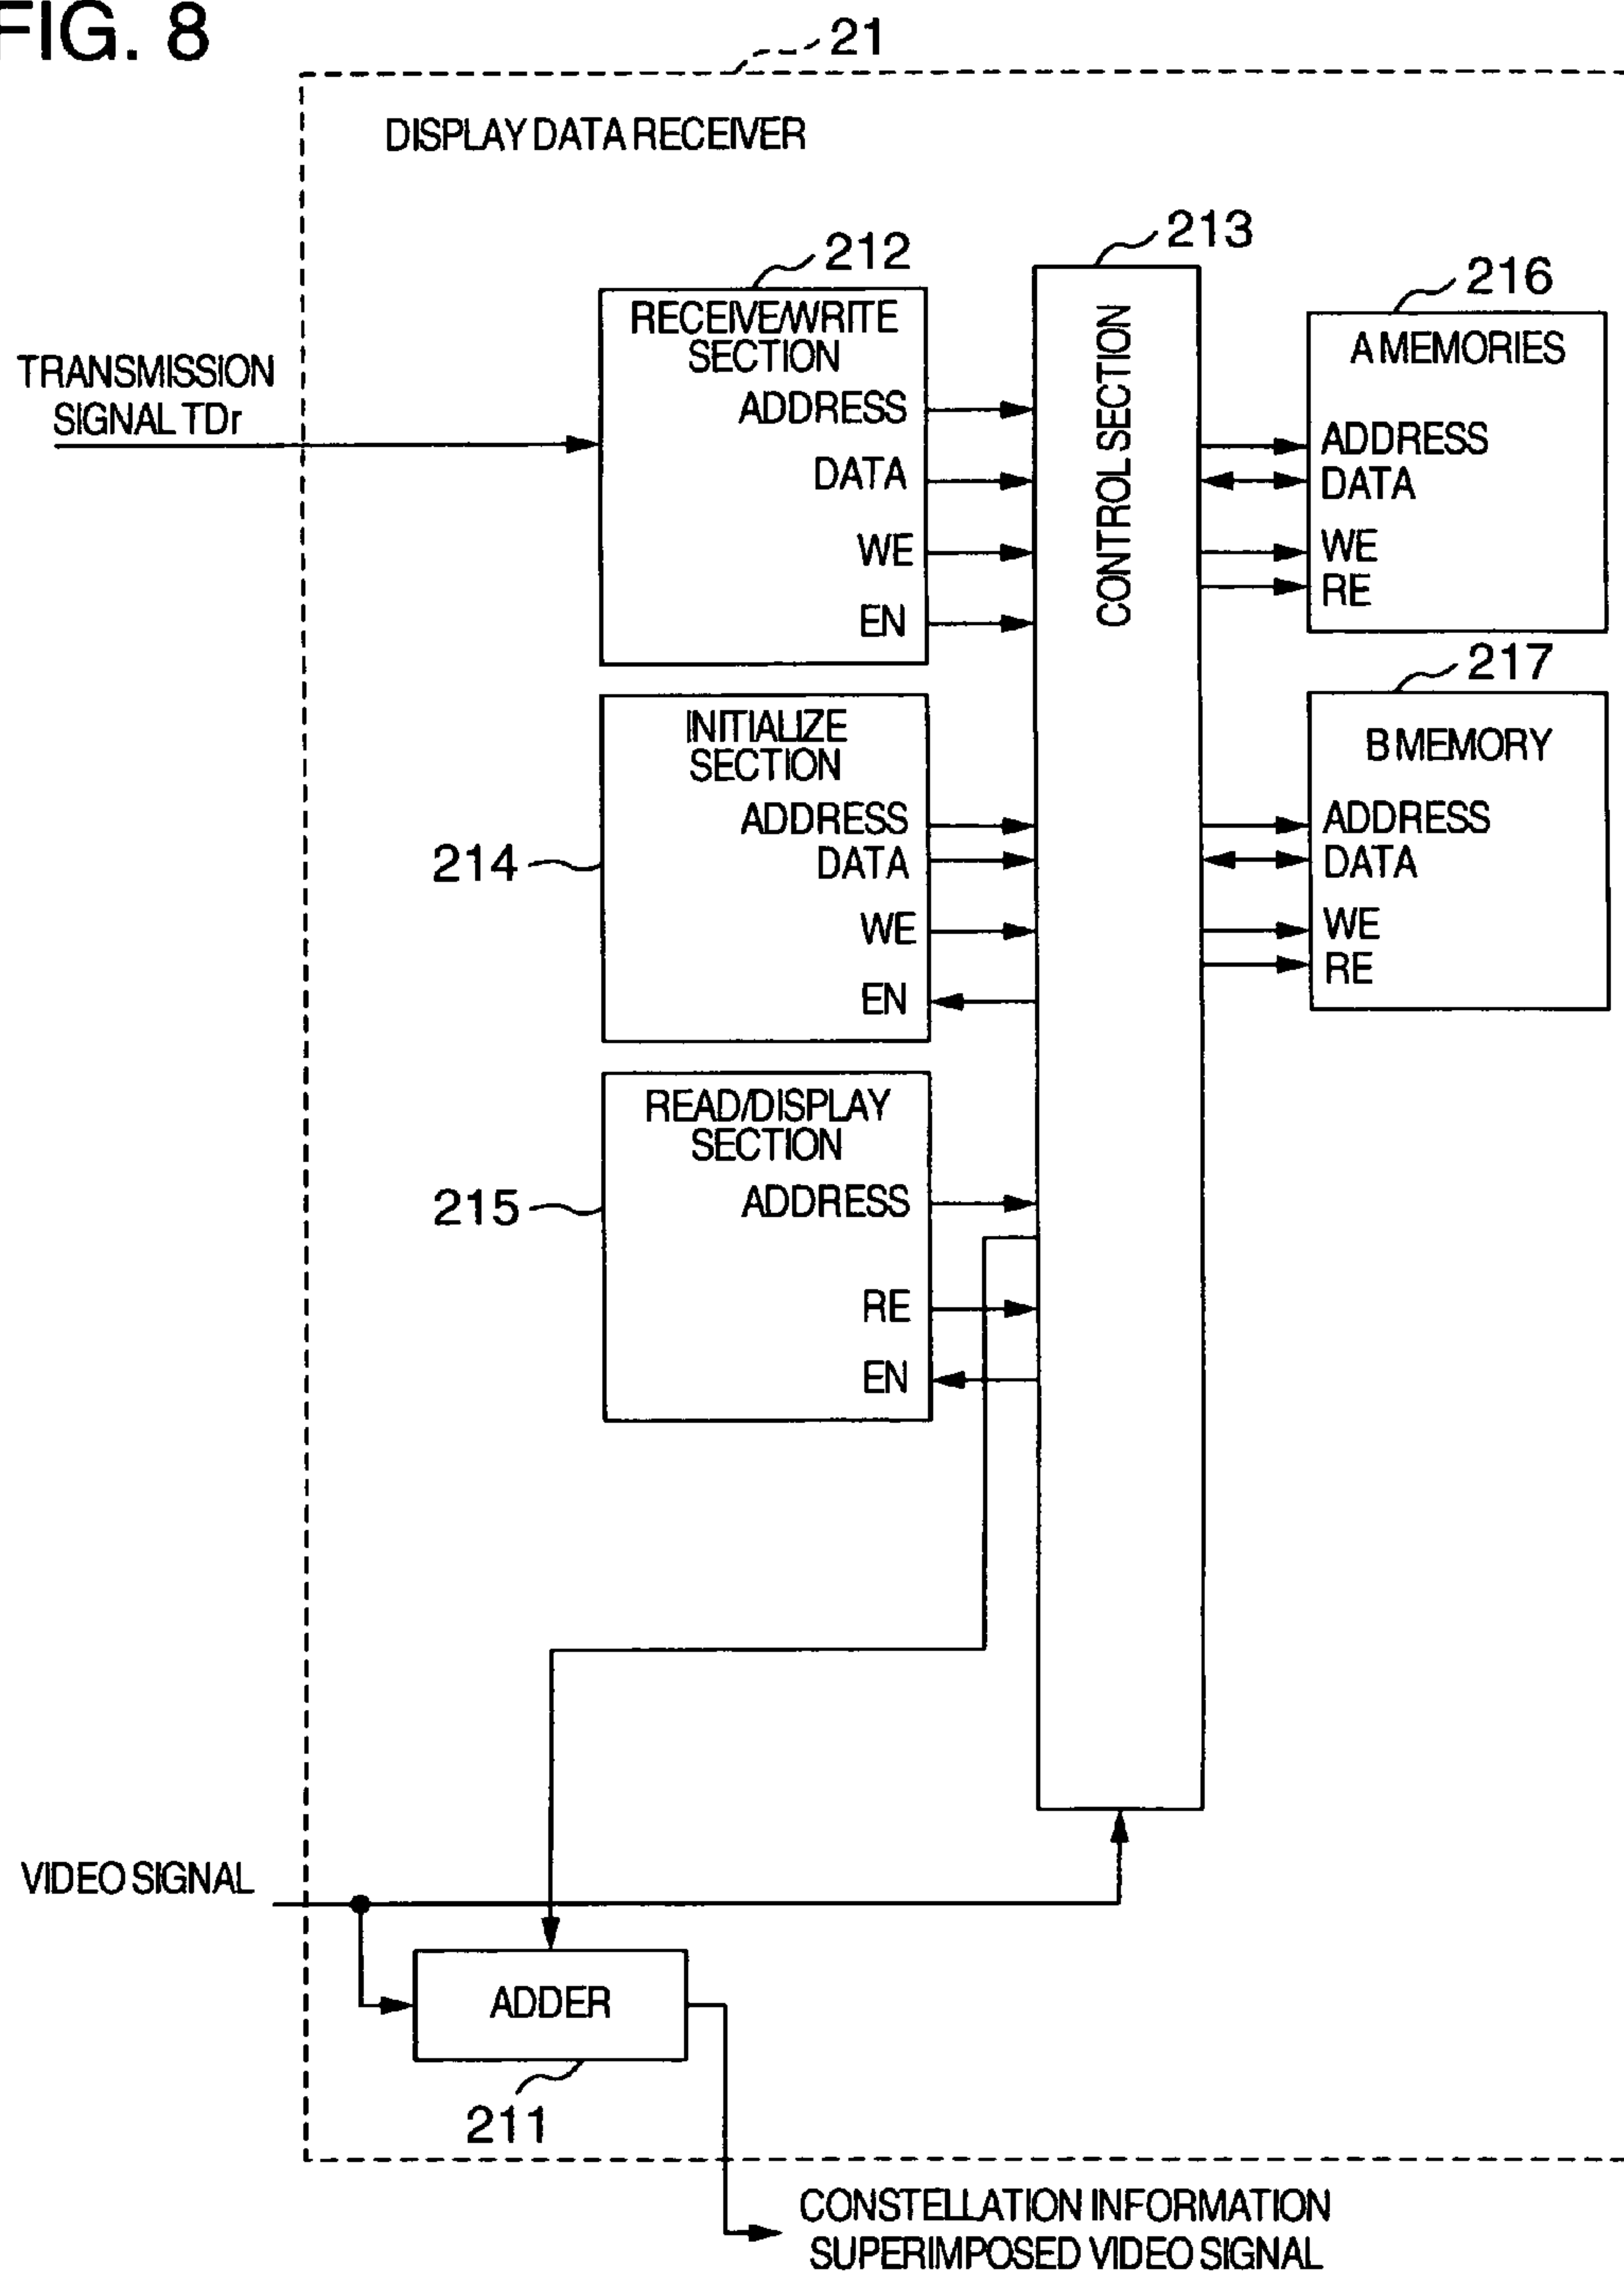 FIG. 8
21
DISPLAY DATA RECEIVER
212
RECEIVE/WRITE
SECTION
ADDRESS
DATA
WE
EN
TRANSMISSION
SIGNAL TDr
213
CONTROL SECTION
216
A MEMORIES
ADDRESS
DATA
WE
RE
217
B MEMORY
ADDRESS
DATA
WE
RE
214
INITIALIZE
SECTION
ADDRESS
DATA
WE
EN
215
READ/DISPLAY
SECTION
ADDRESS
RE
EN
VIDEO SIGNAL
ADDER
211
CONSTELLATION INFORMATION
SUPERIMPOSED VIDEO SIGNAL